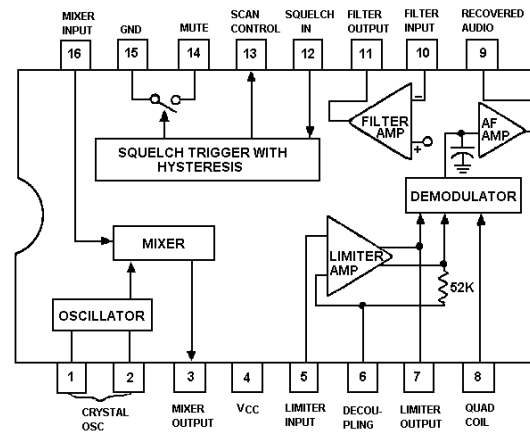 MIXER INPUT
GND
MUTE
SCAN CONTROL
SQUELCH IN
FILTER OUTPUT
FILTER INPUT
RECOVERED AUDIO
16
15
14
13
12
11
10
9
FILTER AMP
−
+
AF AMP
SQUELCH TRIGGER WITH
HYSTERESIS
DEMODULATOR
MIXER
LIMITER AMP
52K
OSCILLATOR
1
2
3
4
5
6
7
8
CRYSTAL OSC
MIXER OUTPUT
VCC
LIMITER INPUT
DECOU-
PLING
LIMITER OUTPUT
QUAD COIL